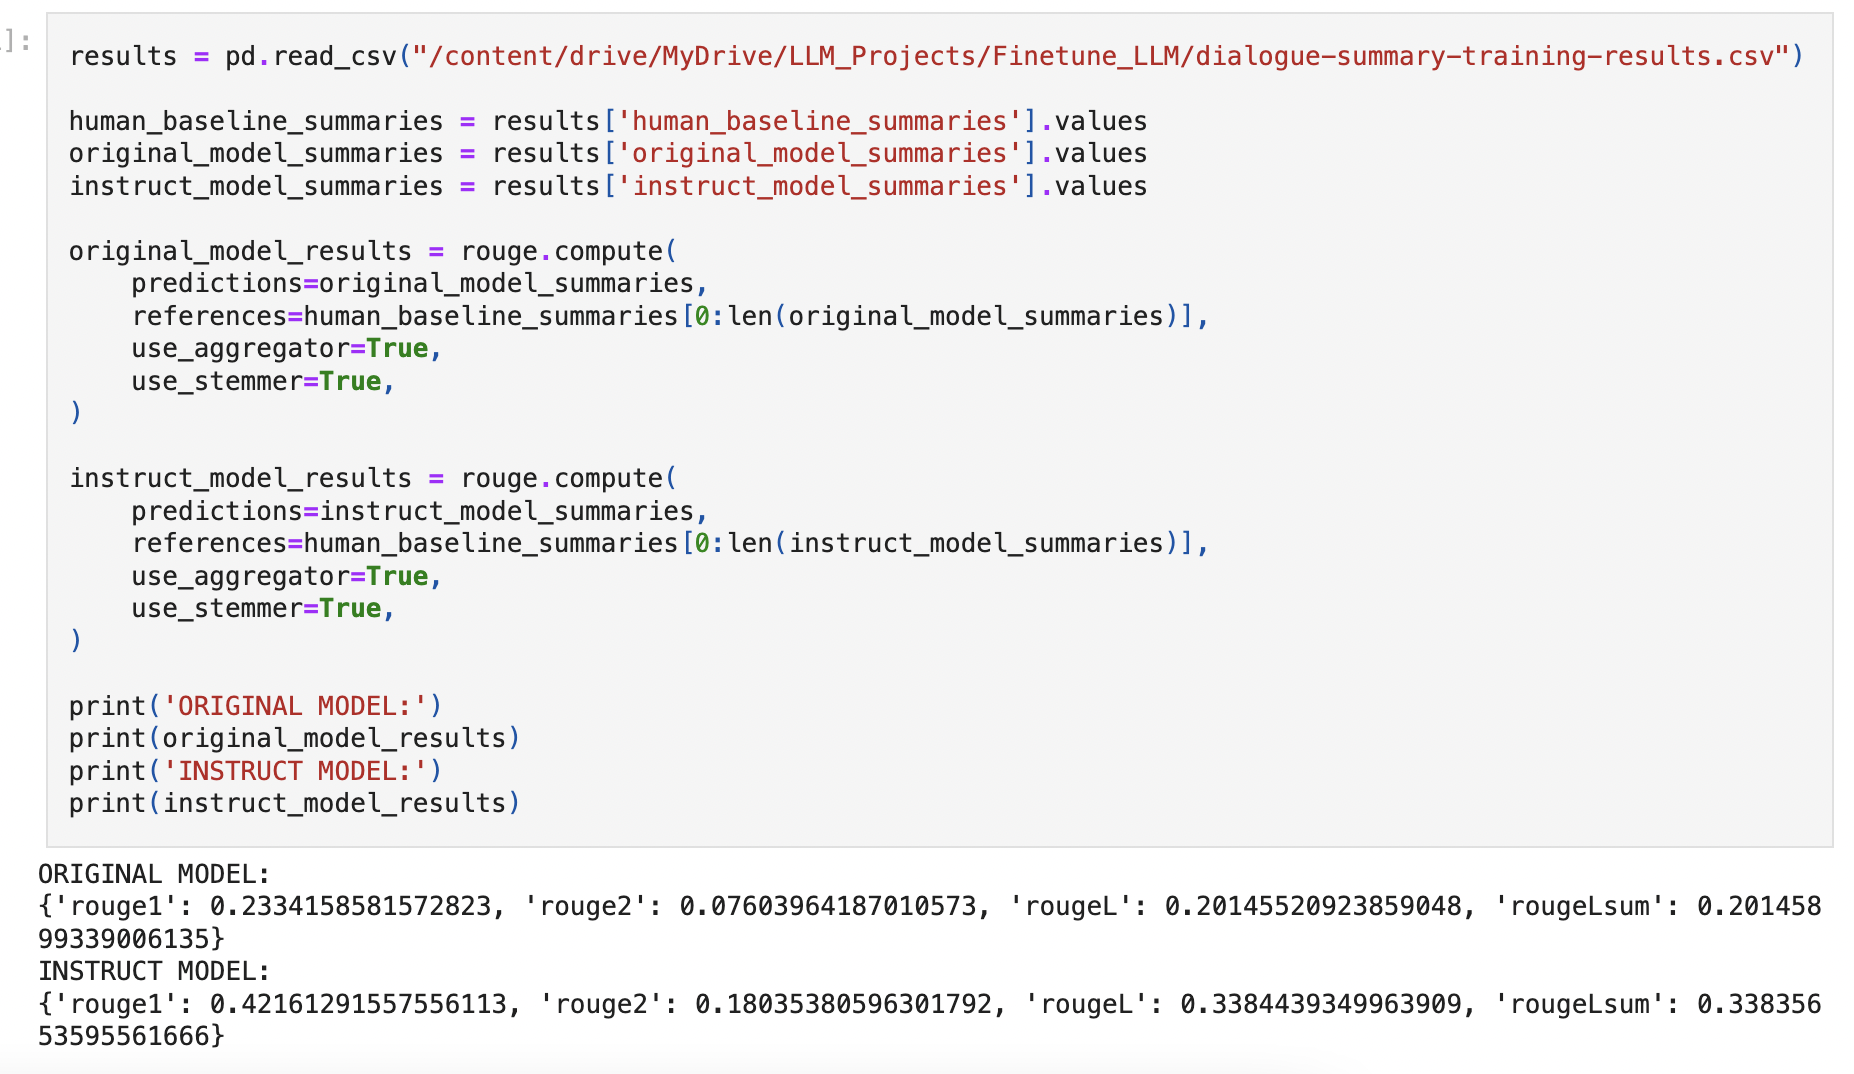 ]:
results = pd.read_csv("/content/drive/MyDrive/LLM_Projects/Finetune_LLM/dialogue-summary-training-results.csv")
human_baseline_summaries = results['human_baseline_summaries'].values
original_model_summaries = results['original_model_summaries'].values
instruct_model_summaries = results['instruct_model_summaries'].values
original_model_results = rouge.compute(
    predictions=original_model_summaries,
    references=human_baseline_summaries[0:len(original_model_summaries)],
    use_aggregator=True,
    use_stemmer=True,
)
instruct_model_results = rouge.compute(
    predictions=instruct_model_summaries,
    references=human_baseline_summaries[0:len(instruct_model_summaries)],
    use_aggregator=True,
    use_stemmer=True,
)
print('ORIGINAL MODEL:')
print(original_model_results)
print('INSTRUCT MODEL:')
print(instruct_model_results)
ORIGINAL MODEL:
{'rouge1': 0.2334158581572823, 'rouge2': 0.07603964187010573, 'rougeL': 0.20145520923859048, 'rougeLsum': 0.201458
99339006135}
INSTRUCT MODEL:
{'rouge1': 0.42161291557556113, 'rouge2': 0.18035380596301792, 'rougeL': 0.3384439349963909, 'rougeLsum': 0.338356
53595561666}